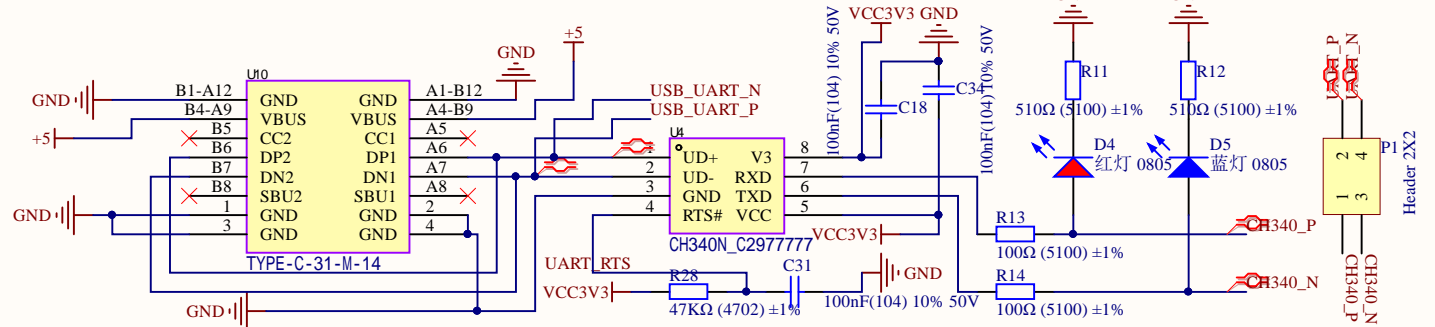 VCC3V3 GND
+5
GND
U10
B1-A12
GND
GND
A1-B12
GND
B4-A9
VBUS
VBUS
A4-B9
+5
B5
CC2
CC1
A5
B6
DP2
DP1
A6
B7
DN2
DN1
A7
B8
SBU2
SBU1
A8
GND
1
GND
GND
2
3
GND
GND
4
TYPE-C-31-M-14
GND
USB_UART_N
USB_UART_P
U4
1
UD+
V3
8
2
UD-
RXD
7
3
GND
TXD
6
4
RTS#
VCC
5
CH340N_C2977777
100nF(104) 10% 50V
C18
C34
100nF(104) 10% 50V
VCC3V3
UART_RTS
VCC3V3
R28
47KΩ (4702) ±1%
C31
GND
100nF(104) 10% 50V
R11
510Ω (5100) ±1%
R12
510Ω (5100) ±1%
D4
红灯 0805
D5
蓝灯 0805
R13
100Ω (5100) ±1%
CH340_P
R14
100Ω (5100) ±1%
CH340_N
P1
2
4
1
3
Header 2X2
CH340_P
CH340_N